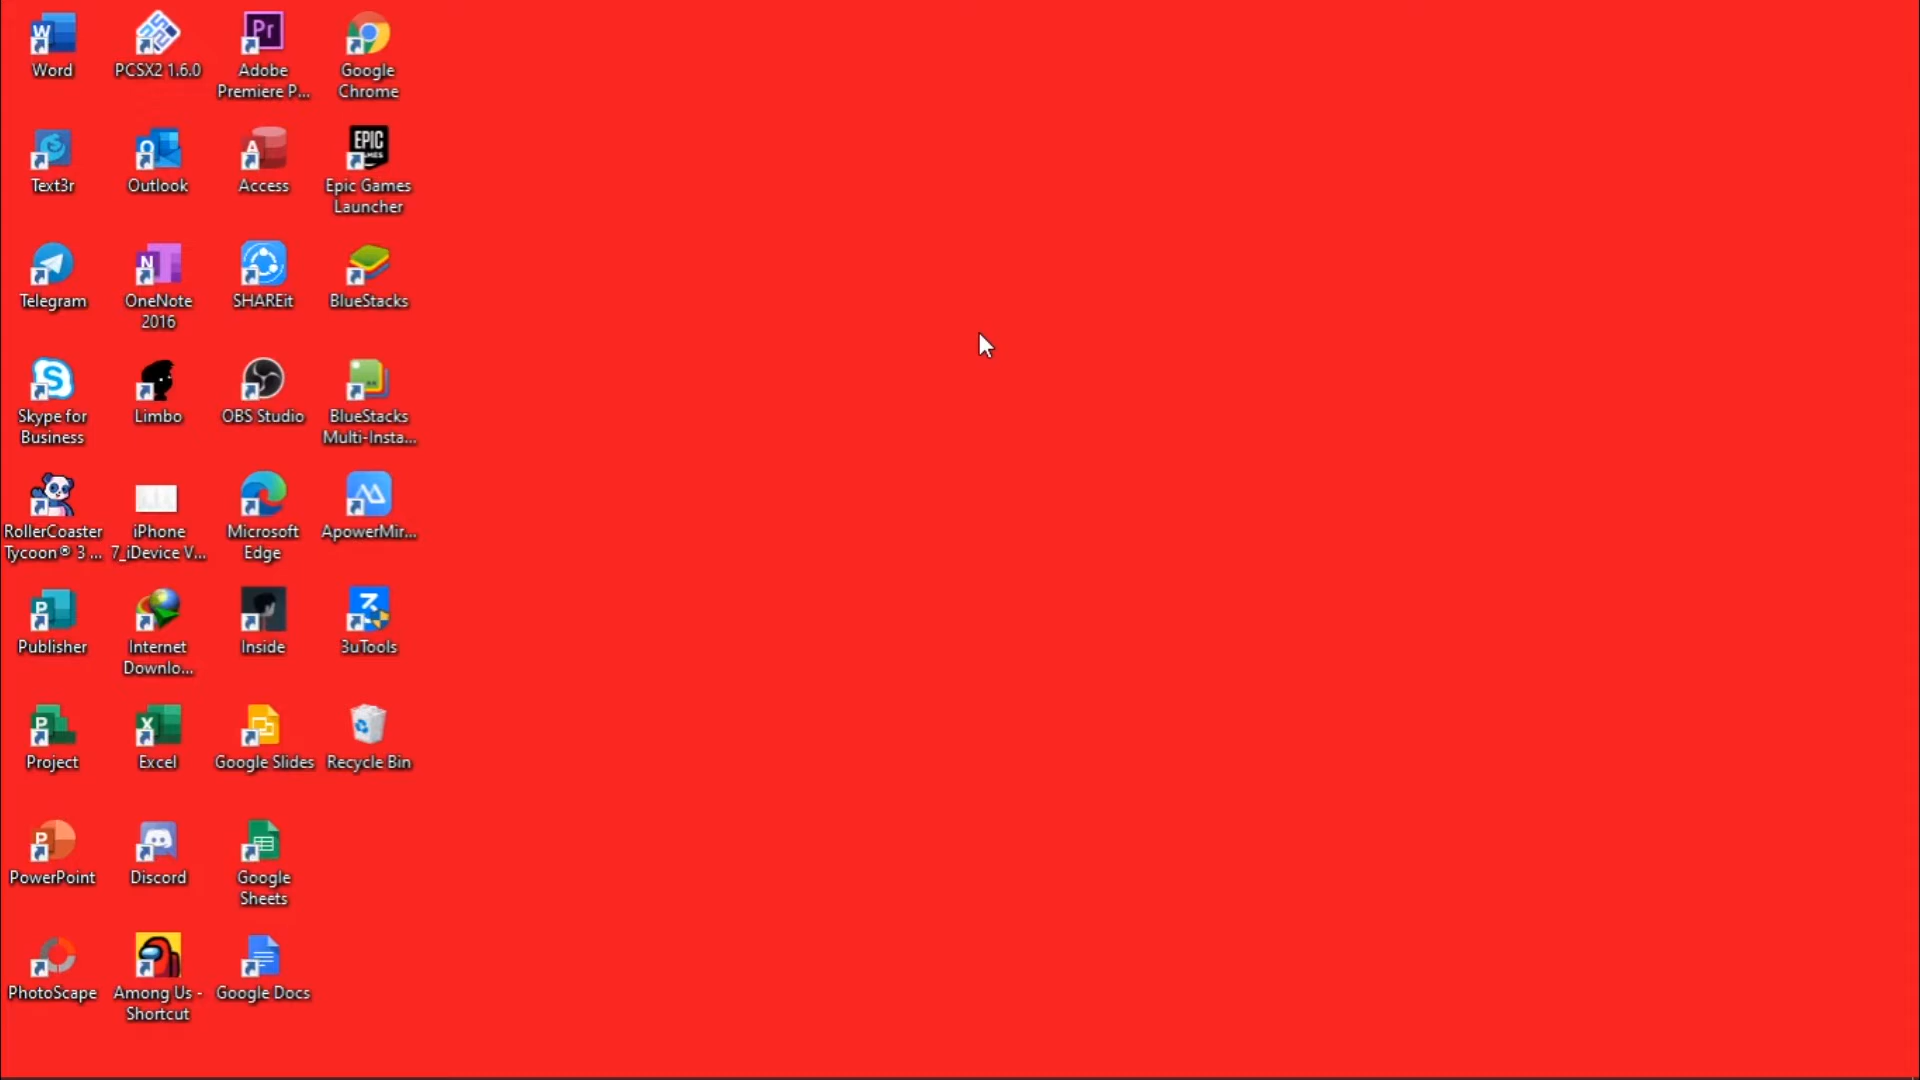 Word
PCSX2 1.6.0
Adobe
Premiere P...
Google
Chrome
Text3r
Outlook
Access
Epic Games
Launcher
Telegram
OneNote
2016
SHAREit
BlueStacks
Skype for
Business
Limbo
OBS Studio
BlueStacks
Multi-Insta...
RollerCoaster
Tycoon® 3 ...
iPhone
7_iDevice V...
Microsoft
Edge
ApowerMir...
Publisher
Internet
Downlo...
Inside
3uTools
Project
Excel
Google Slides
Recycle Bin
PowerPoint
Discord
Google
Sheets
PhotoScape
Among Us -
Shortcut
Google Docs